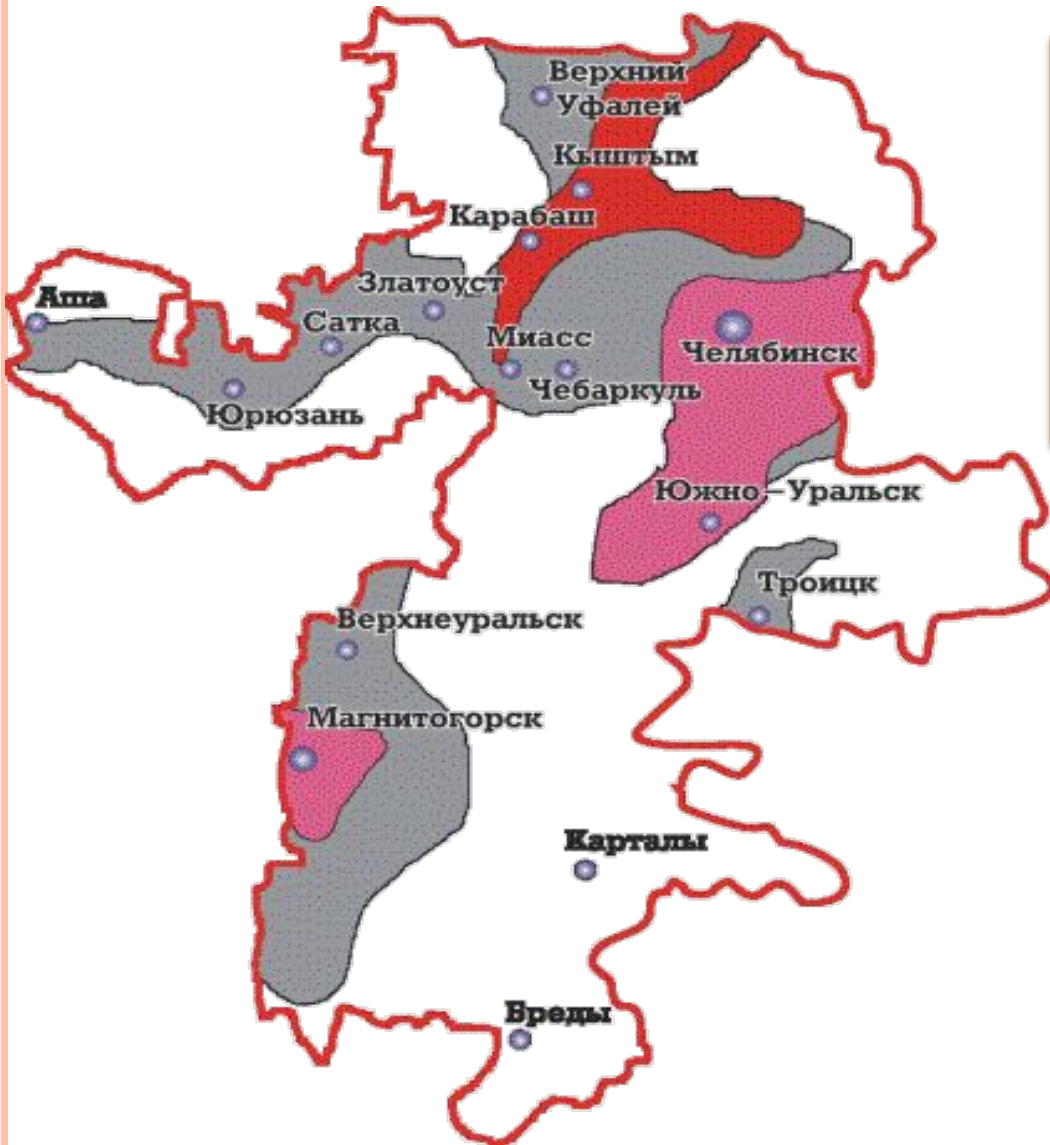 Верхний
Уфалей
Кыштым
Карабаш
Златоуст
Аша
Сатка
Миасс
Челябинск
Чебаркуль
Юрюзань
Южно-Уральск
Троицк
Верхнеуральск
Магнитогорск
Карталы
Бреды